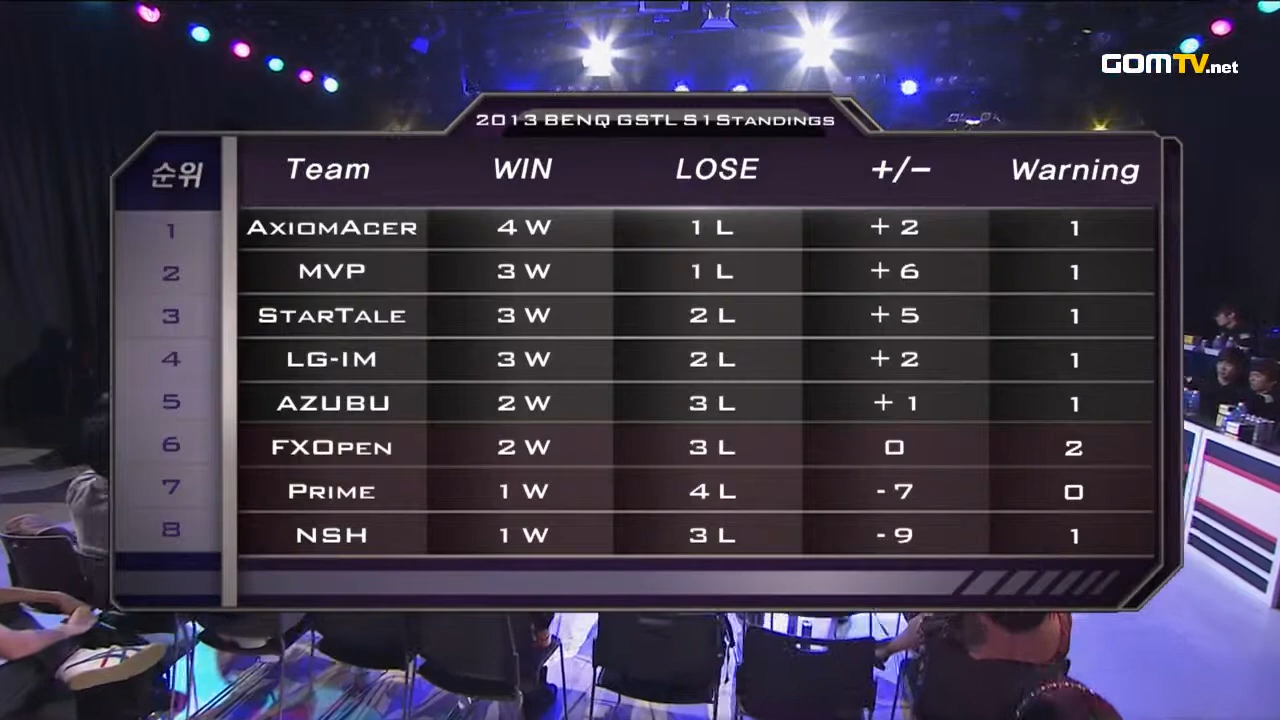 GOMTV.net
2013 BENQ GSTL S1 STANDINGS
순위 Team WIN LOSE +/− Warning
1 AXIOMACER 4 W 1 L + 2 1
2 MVP 3 W 1 L + 6 1
3 STARTALE 3 W 2 L + 5 1
4 LG-IM 3 W 2 L + 2 1
5 AZUBU 2 W 3 L + 1 1
6 FXOPEN 2 W 3 L 0 2
7 PRIME 1 W 4 L - 7 0
8 NSH 1 W 3 L - 9 1